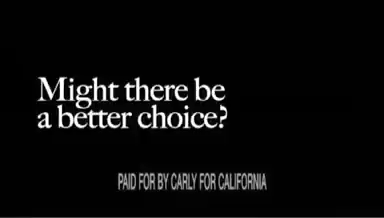 Might there be
a better choice?
PAID FOR BY CARLY FOR CALIFORNIA